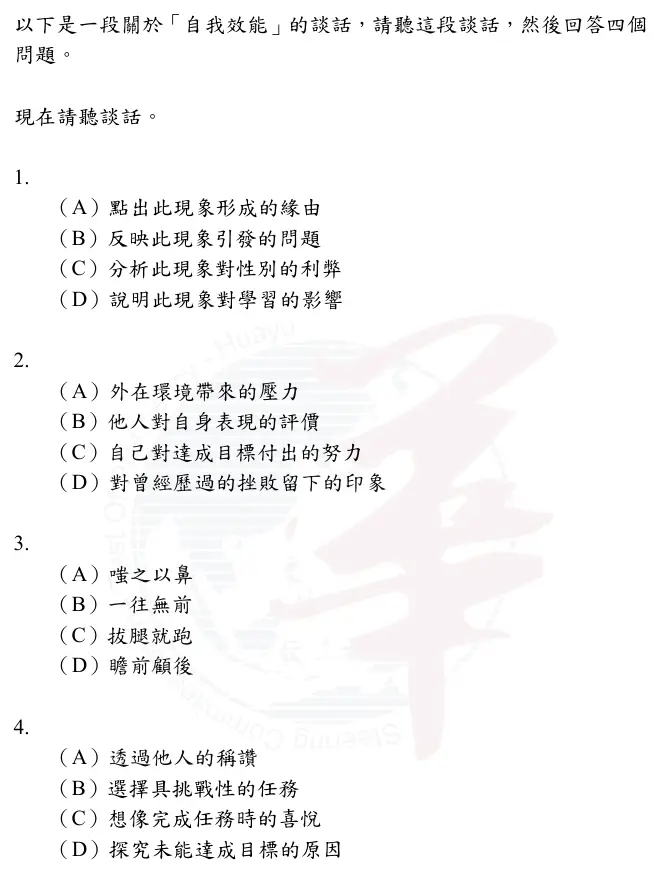 以下是一段關於「自我效能」的談話，請聽這段談話，然後回答四個
問題。
現在請聽談話。
1.
（A）點出此現象形成的緣由
（B）反映此現象引發的問題
（C）分析此現象對性別的利弊
（D）說明此現象對學習的影響
2.
（A）外在環境帶來的壓力
（B）他人對自身表現的評價
（C）自己對達成目標付出的努力
（D）對曾經歷過的挫敗留下的印象
3.
（A）嗤之以鼻
（B）一往無前
（C）拔腿就跑
（D）瞻前顧後
4.
（A）透過他人的稱讚
（B）選擇具挑戰性的任務
（C）想像完成任務時的喜悅
（D）探究未能達成目標的原因
華